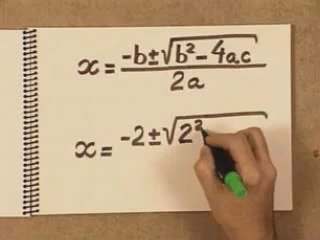 x = (-b±√(b²-4ac))/(2a)
x = -2±√(2²